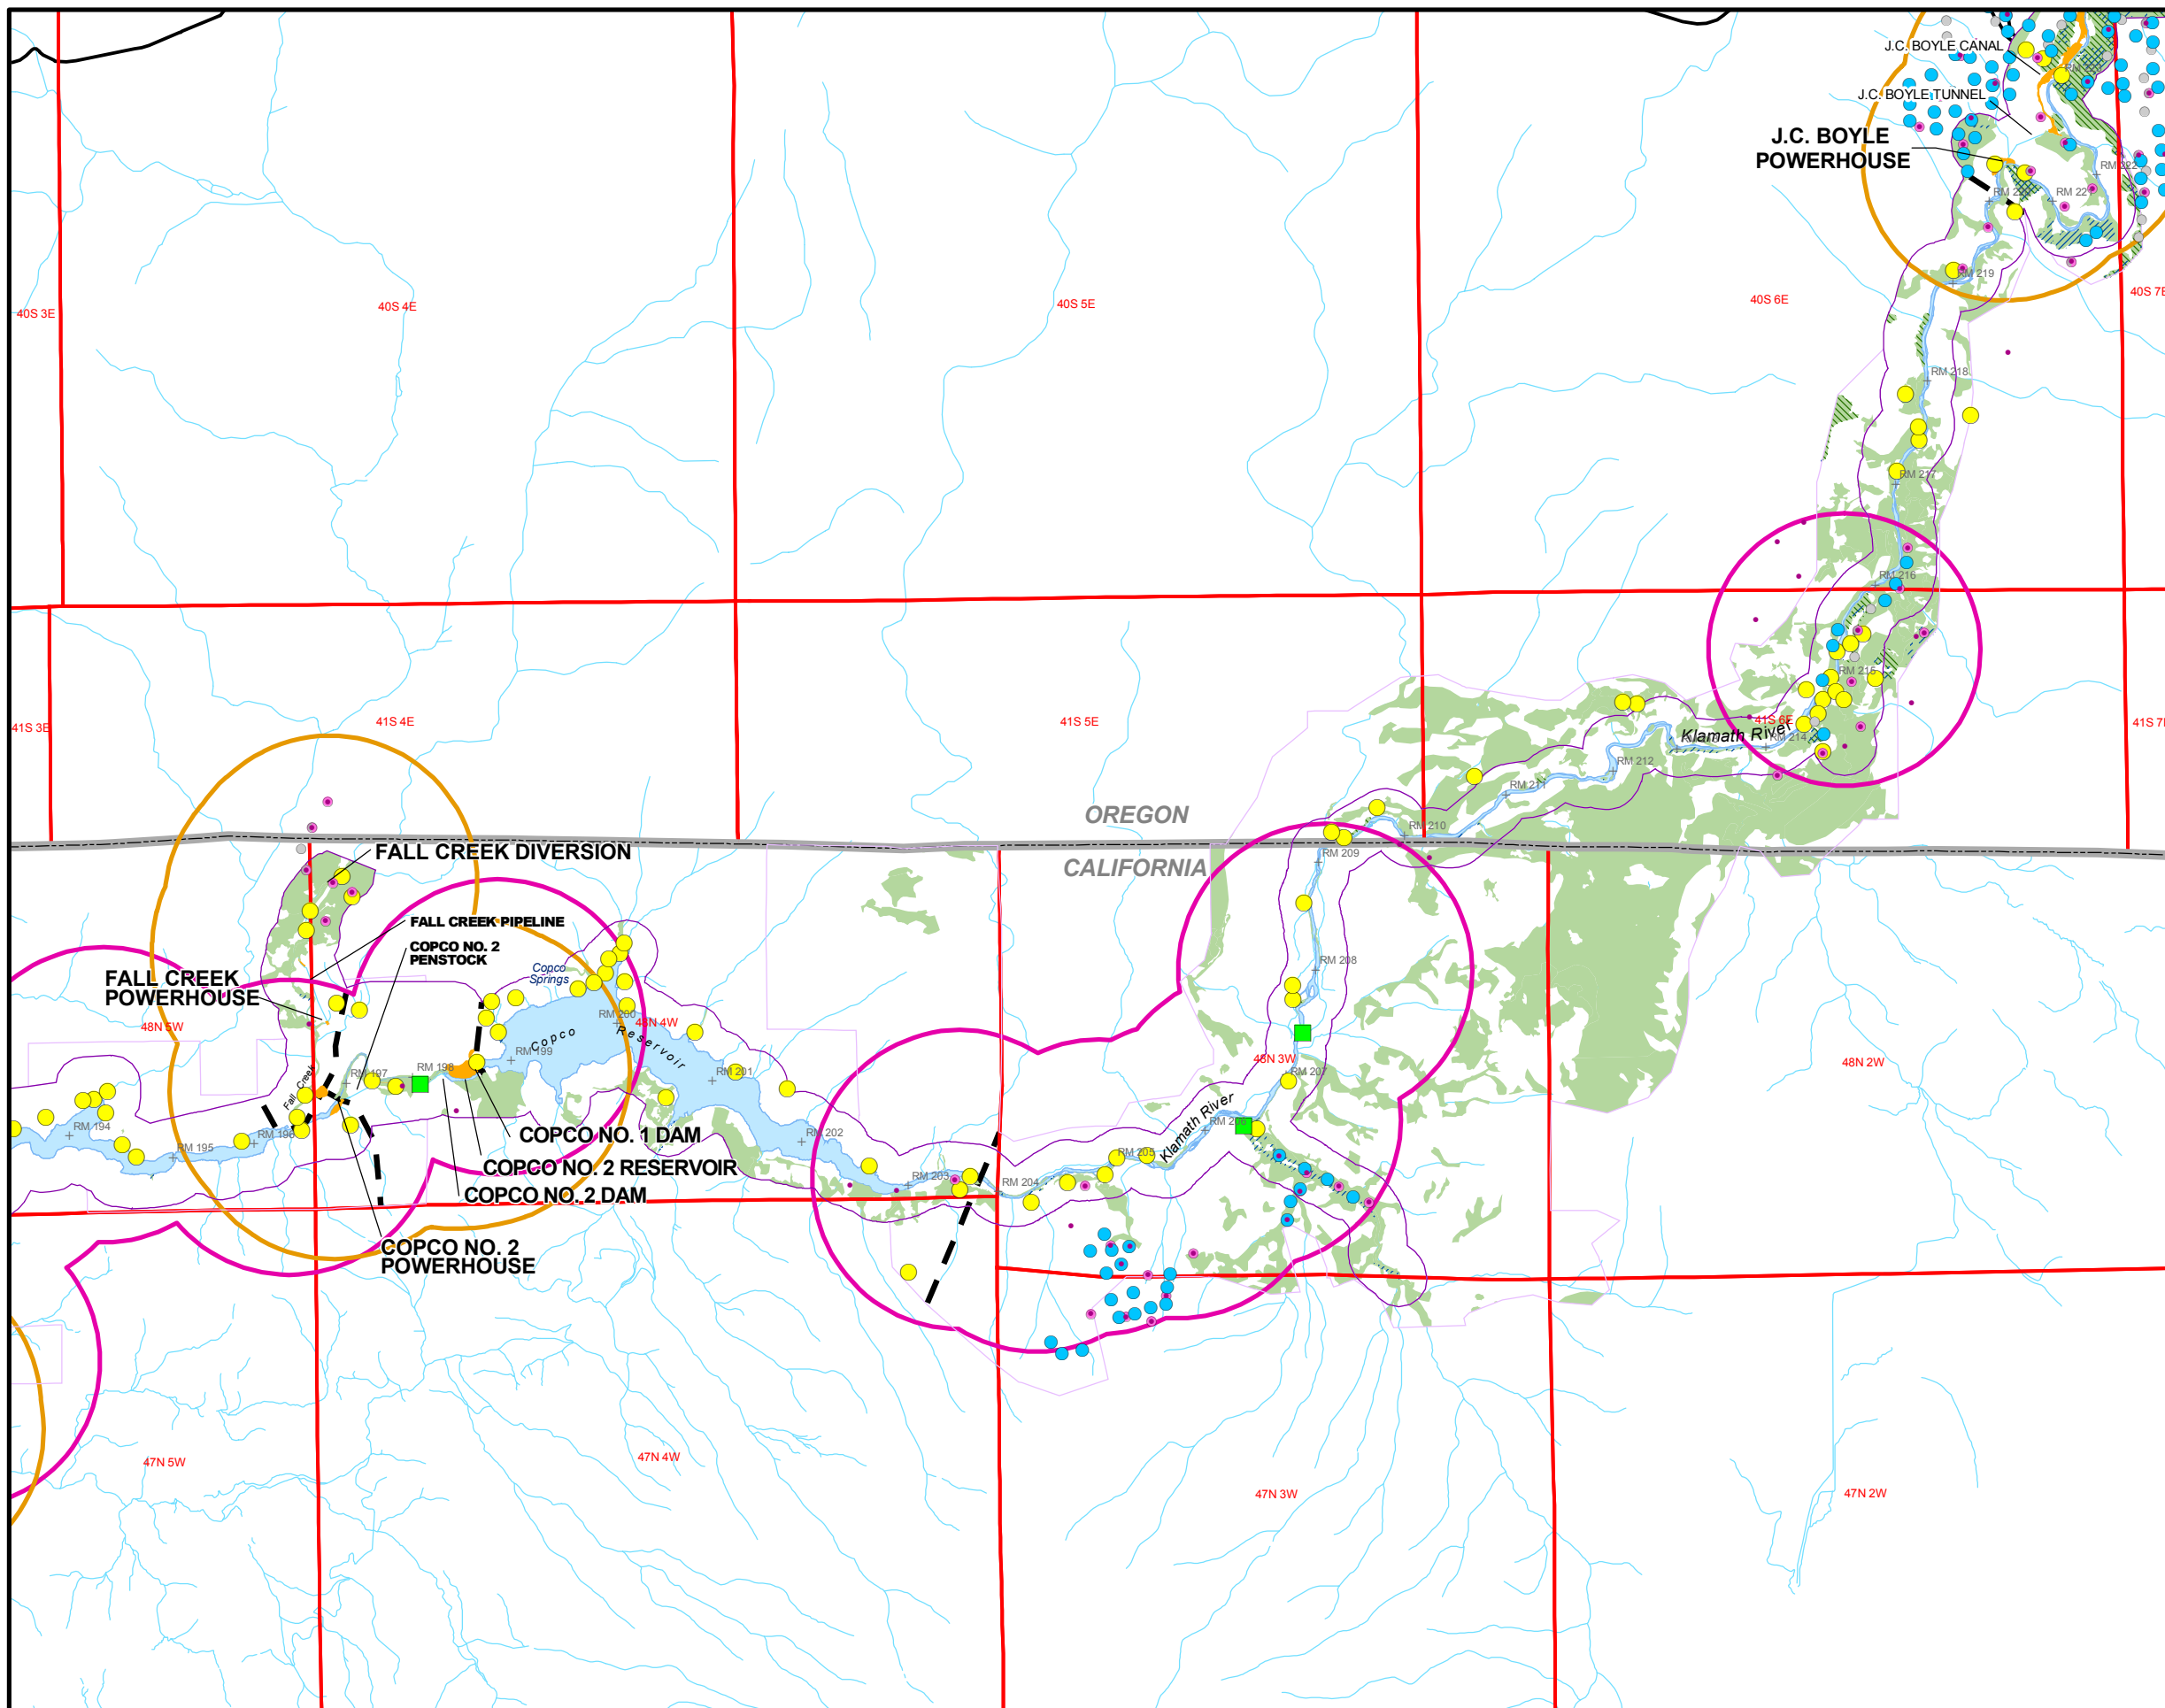 J.C. BOYLE CANAL
J.C. BOYLE TUNNEL
J.C. BOYLE
POWERHOUSE
RM 222
RM 221
RM 219
40S 3E
40S 4E
40S 5E
40S 6E
40S 7E
RM 218
RM 217
RM 216
RM 215
41S 3E
41S 4E
41S 5E
41S 6E
41S 7E
Klamath River
RM 214
RM 212
RM 211
OREGON
RM 210
CALIFORNIA
RM 209
FALL CREEK DIVERSION
FALL CREEK PIPELINE
COPCO NO. 2
PENSTOCK
FALL CREEK
POWERHOUSE
Copco
Springs
RM 208
48N 5W
RM 200
48N 4W
Copco Reservoir
RM 199
RM 198
RM 197
Fall Creek
48N 3W
48N 2W
RM 207
RM 201
Klamath River
RM 206
RM 194
RM 195
RM 196
RM 202
COPCO NO. 1 DAM
COPCO NO. 2 RESERVOIR
COPCO NO. 2 DAM
RM 205
RM 203
RM 204
COPCO NO. 2
POWERHOUSE
47N 5W
47N 4W
47N 3W
47N 2W